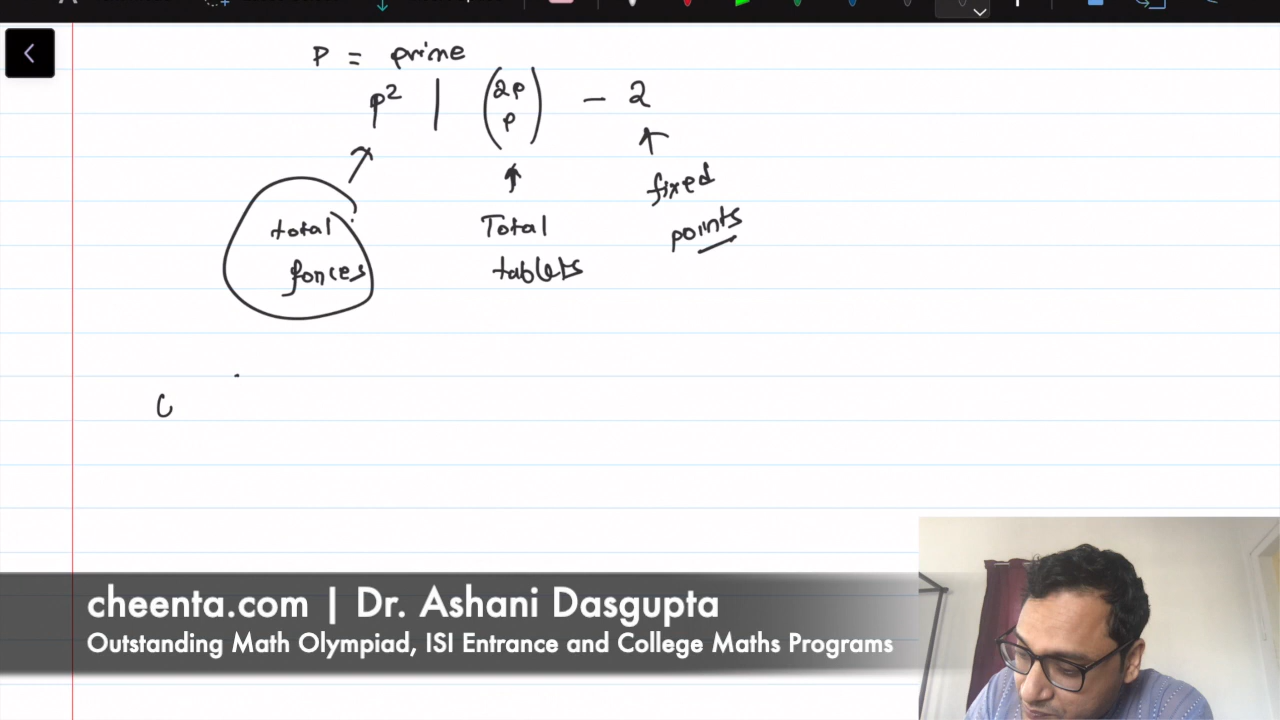 P = prime
p² | (2p p) - 2
total forces
Total tablets
fixed points
C
cheenta.com | Dr. Ashani Dasgupta
Outstanding Math Olympiad, ISI Entrance and College Maths Programs